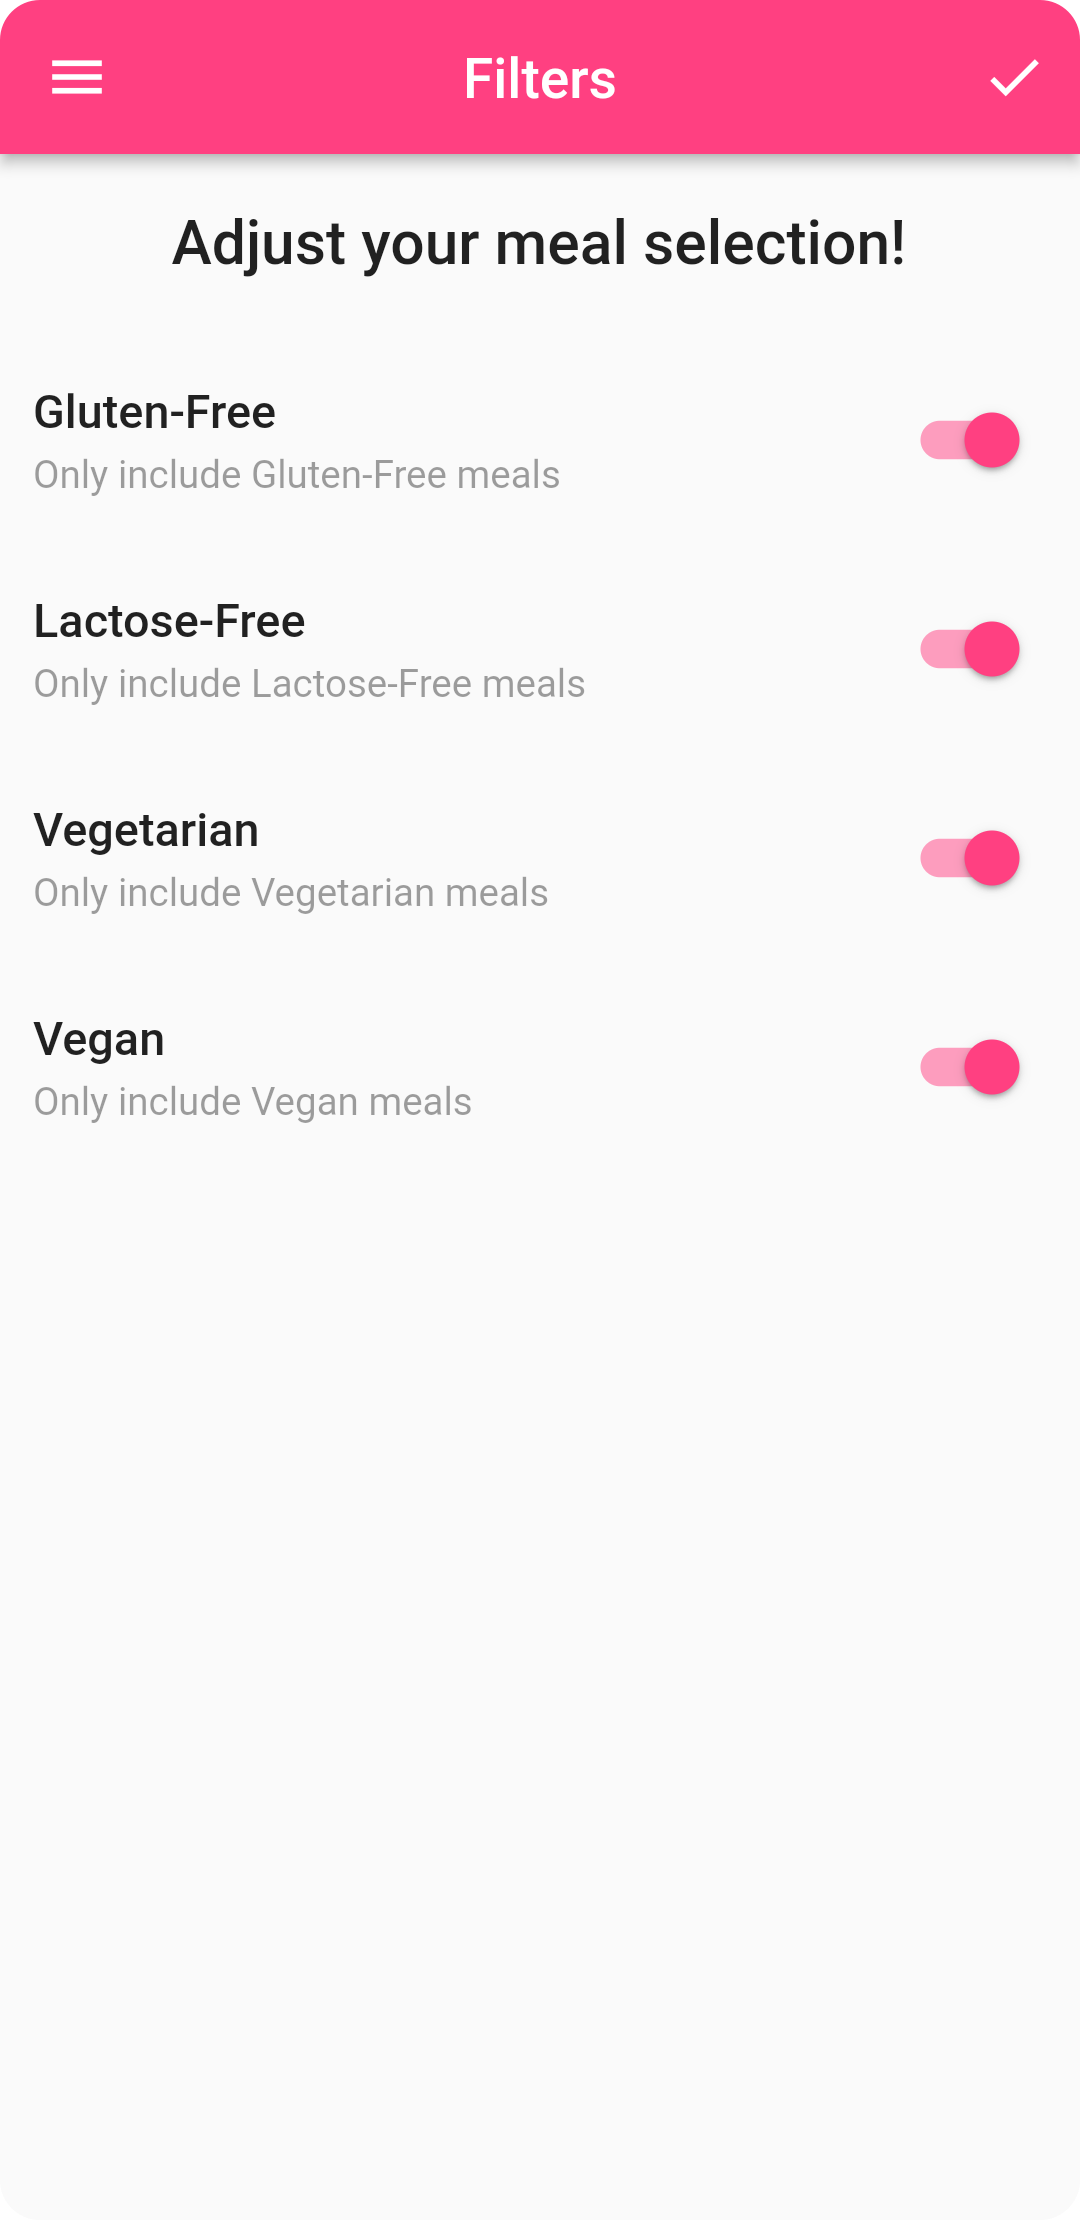 Filters
Adjust your meal selection!
Gluten-Free
Only include Gluten-Free meals
Lactose-Free
Only include Lactose-Free meals
Vegetarian
Only include Vegetarian meals
Vegan
Only include Vegan meals